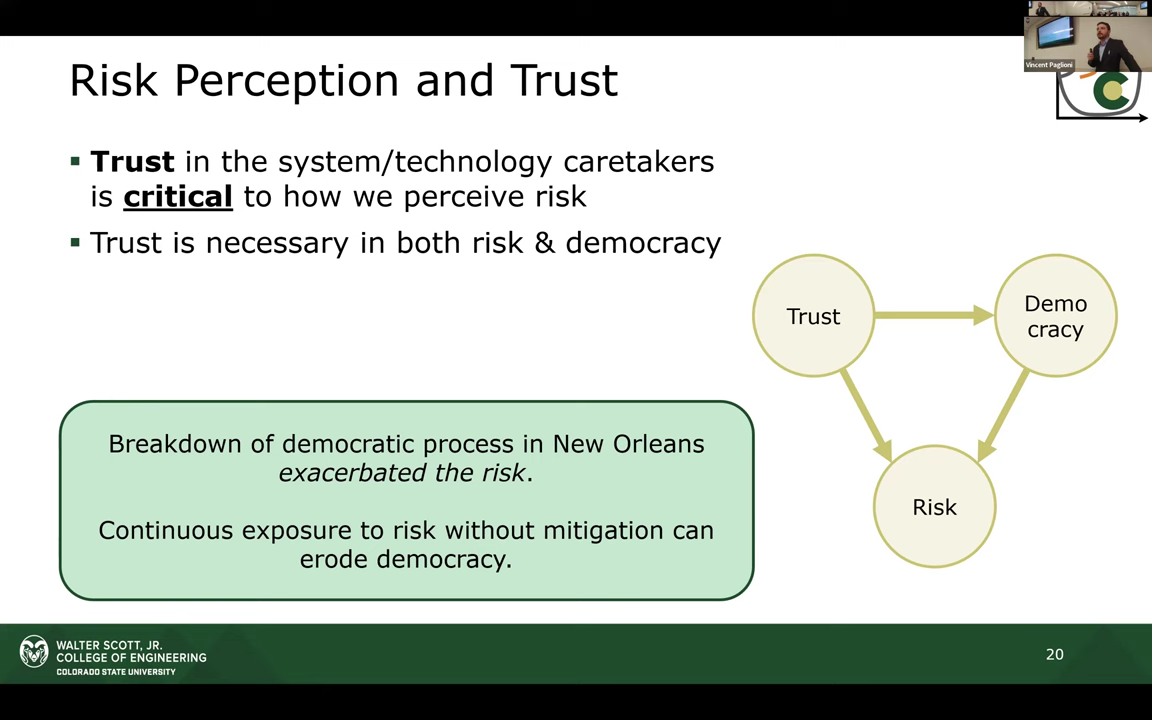 Vincent Paglioni
Risk Perception and Trust
▪ Trust in the system/technology caretakers
is critical to how we perceive risk
▪ Trust is necessary in both risk & democracy
Trust
Demo
cracy
Risk
Breakdown of democratic process in New Orleans
exacerbated the risk.
Continuous exposure to risk without mitigation can
erode democracy.
WALTER SCOTT, JR.
COLLEGE OF ENGINEERING
COLORADO STATE UNIVERSITY
20